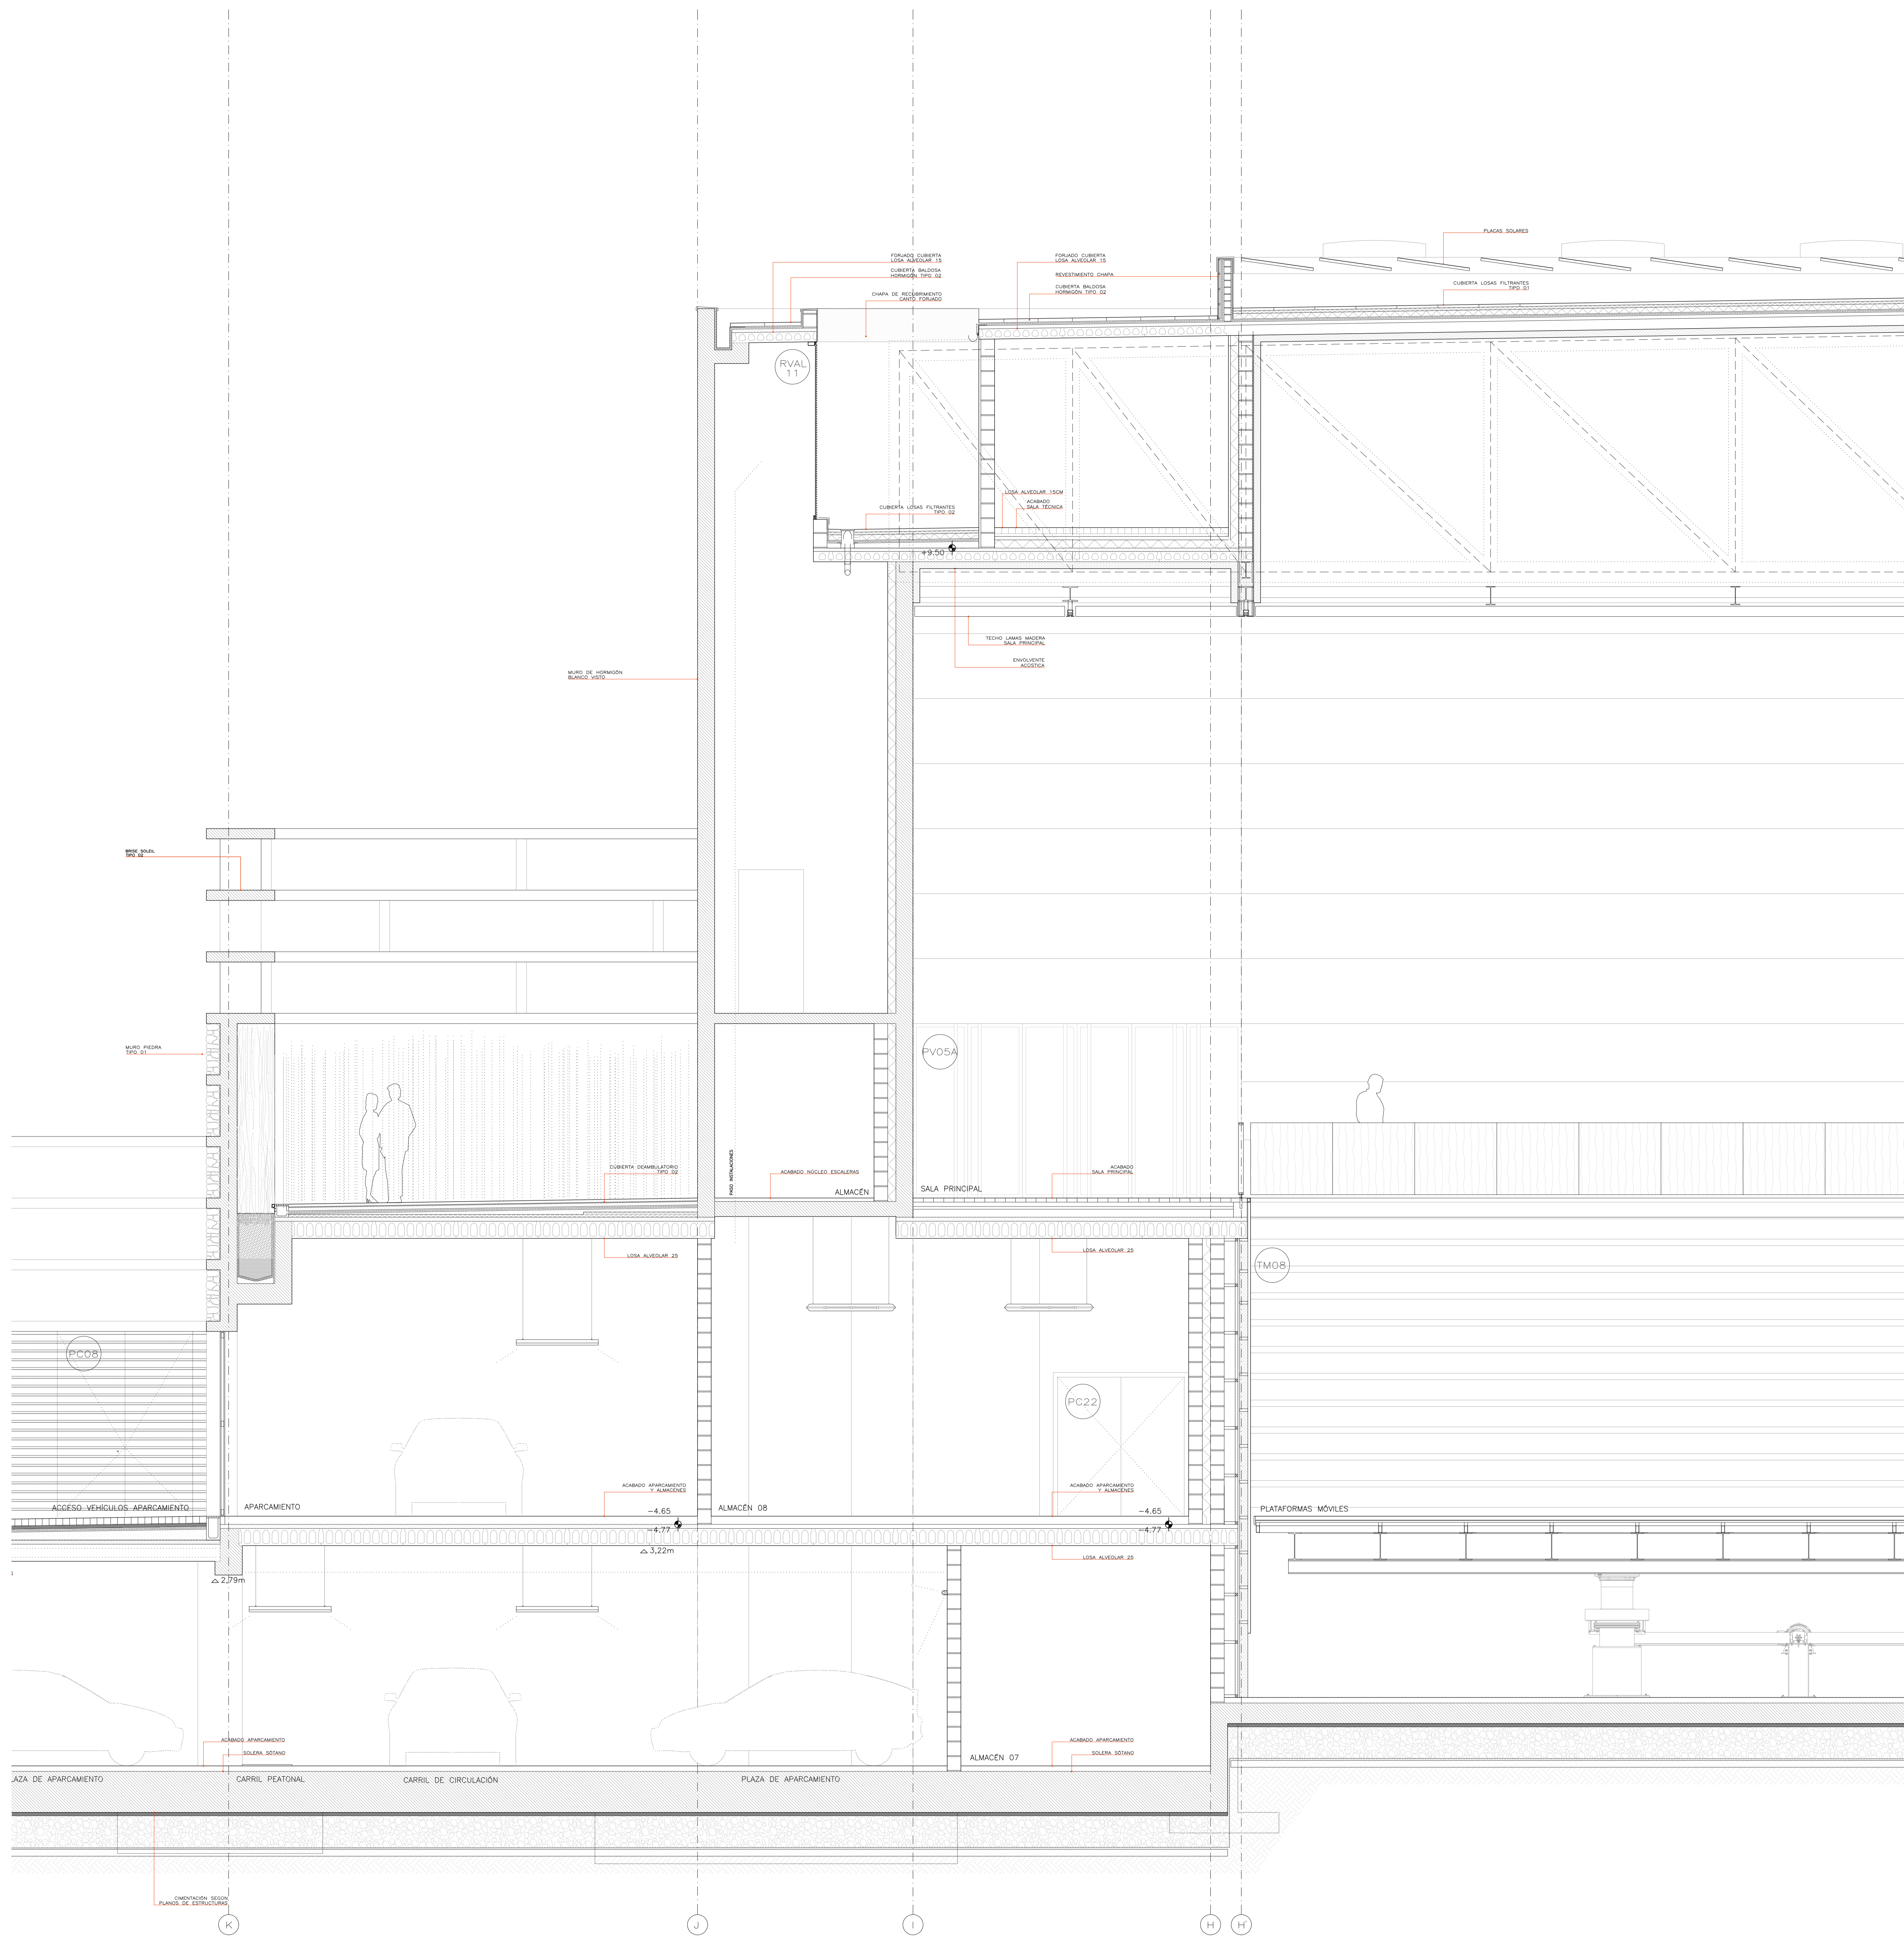 PLACAS SOLARES
FORJADO CUBIERTA
LOSA ALVEOLAR 15
CUBIERTA BALDOSA
HORMIGÓN TIPO 02
CHAPA DE RECUBRIMIENTO
CANTO FORJADO
FORJADO CUBIERTA
LOSA ALVEOLAR 15
REVESTIMIENTO CHAPA
CUBIERTA BALDOSA
HORMIGÓN TIPO 02
CUBIERTA LOSAS FILTRANTES
TIPO 01
RVAL
11
LOSA ALVEOLAR 15CM
ACABADO
SALA TÉCNICA
CUBIERTA LOSAS FILTRANTES
TIPO 02
+9.50
TECHO LAMAS MADERA
SALA PRINCIPAL
ENVOLVENTE
ACÚSTICA
MURO DE HORMIGÓN
BLANCO VISTO
BRISE SOLEIL
TIPO 02
MURO PIEDRA
TIPO 01
PV05A
CUBIERTA DEAMBULATORIO
TIPO 02
PASO INSTALACIONES
ACABADO NÚCLEO ESCALERAS
ALMACÉN
SALA PRINCIPAL
ACABADO
SALA PRINCIPAL
LOSA ALVEOLAR 25
LOSA ALVEOLAR 25
TM08
PC08
PC22
ACCESO VEHÍCULOS APARCAMIENTO
APARCAMIENTO
ACABADO APARCAMIENTO
Y ALMACENES
ALMACÉN 08
ACABADO APARCAMIENTO
Y ALMACENES
PLATAFORMAS MÓVILES
-4.65
-4.77
-4.65
-4.77
3,22m
LOSA ALVEOLAR 25
2,79m
ACABADO APARCAMIENTO
SOLERA SÓTANO
ACABADO APARCAMIENTO
SOLERA SÓTANO
ALMACÉN 07
LAZA DE APARCAMIENTO
CARRIL PEATONAL
CARRIL DE CIRCULACIÓN
PLAZA DE APARCAMIENTO
CIMENTACIÓN SEGÚN
PLANOS DE ESTRUCTURAS
K
J
I
H
H'